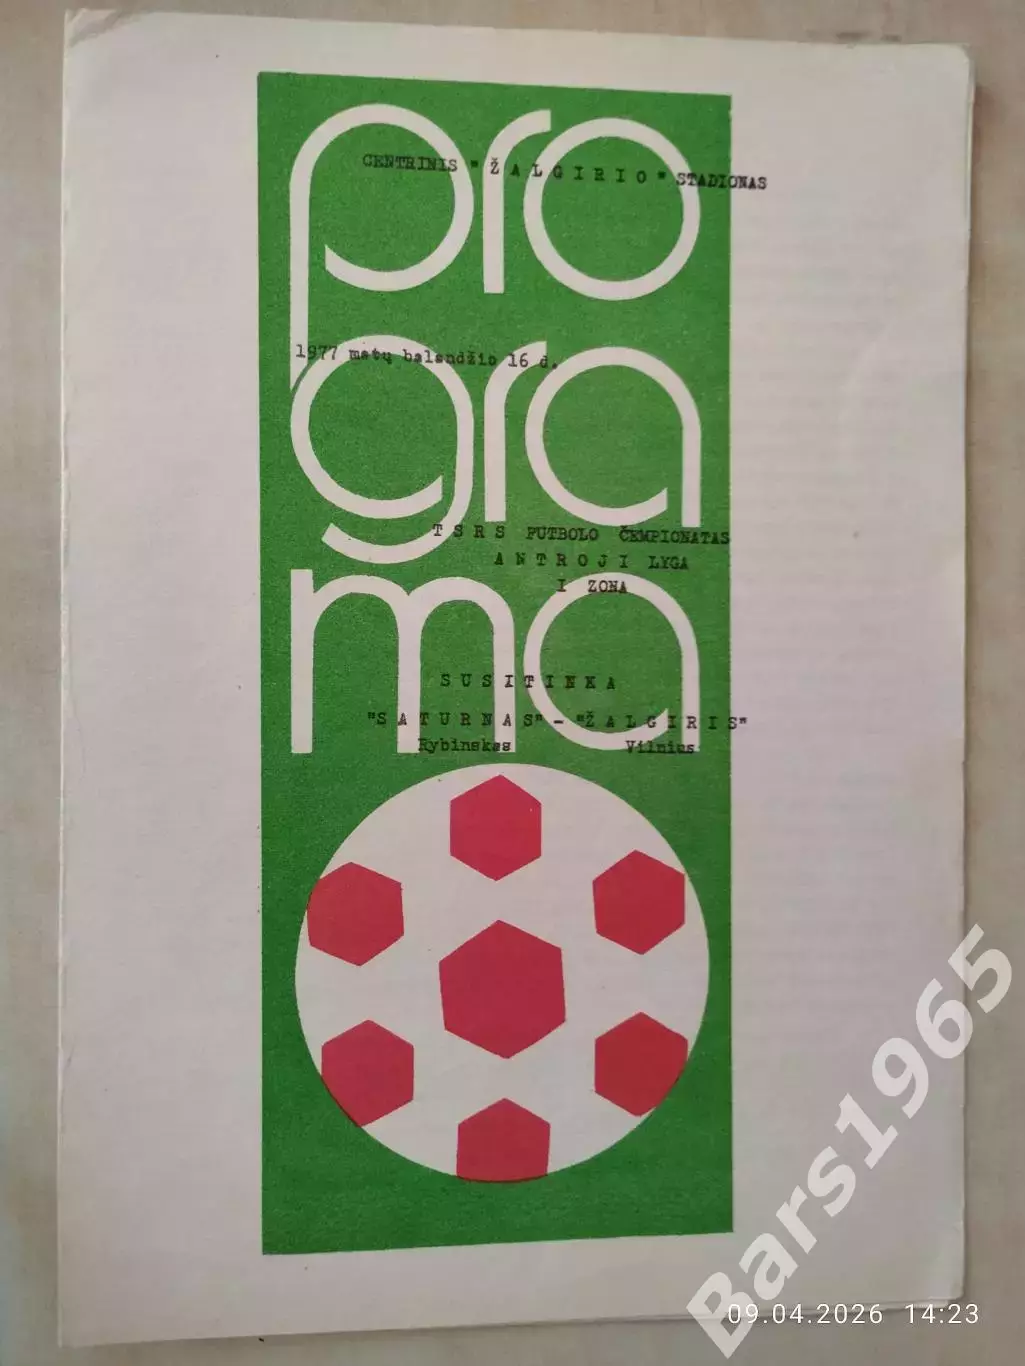 pro
CENTRINIS "ŽALGIRIO" STADIONAS
gra
1977 metų balandžio 16 d.
TSRS FUTBOLO ČEMPIONATAS
ANTROJI LYGA
I ZONA
ma
SUSITINKA
"SATURNAS" - "ŽALGIRIS"
Rybinskas Vilnius
Bars1965
09.04.2026 14:23